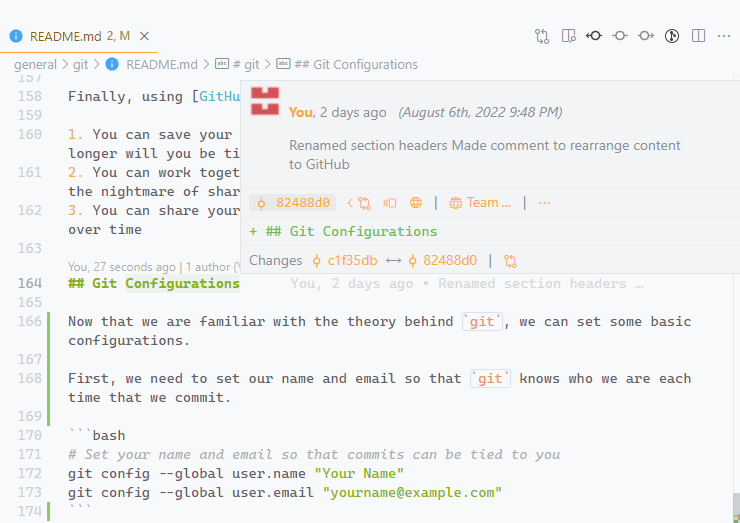 README.md 2, M
general > git > README.md > # git > ## Git Configurations
157
158 Finally, using [GitHu
159
160 1. You can save your
longer will you be ti
161 2. You can work toget
the nightmare of shar
162 3. You can share your
over time
163
You, 2 days ago (August 6th, 2022 9:48 PM)
Renamed section headers Made comment to rearrange content
to GitHub
82488d0 | Team... | ...
+ ## Git Configurations
Changes c1f35db ↔ 82488d0 |
You, 27 seconds ago | 1 author (Y
164 ## Git Configurations You, 2 days ago • Renamed section headers …
165
166 Now that we are familiar with the theory behind `git`, we can set some basic
configurations.
167
168 First, we need to set our name and email so that `git` knows who we are each
time that we commit.
169
170 ```bash
171 # Set your name and email so that commits can be tied to you
172 git config --global user.name "Your Name"
173 git config --global user.email "yourname@example.com"
174 ```